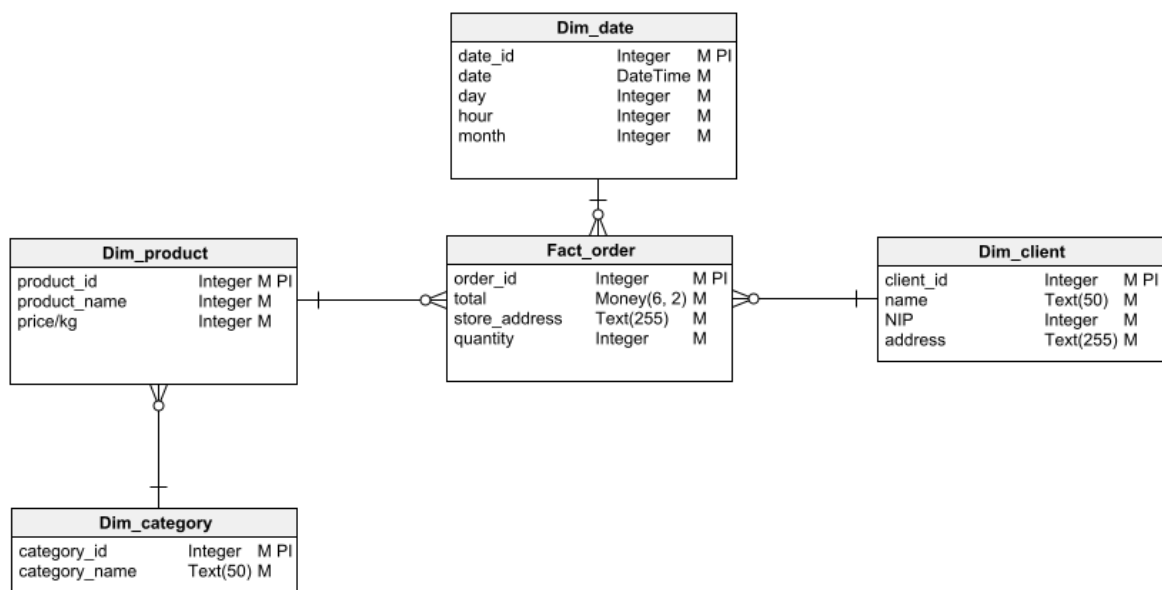 Dim_date
date_id Integer M PI
date DateTime M
day Integer M
hour Integer M
month Integer M
Dim_product
product_id Integer M PI
product_name Integer M
price/kg Integer M
Fact_order
order_id Integer M PI
total Money(6, 2) M
store_address Text(255) M
quantity Integer M
Dim_client
client_id Integer M PI
name Text(50) M
NIP Integer M
address Text(255) M
Dim_category
category_id Integer M PI
category_name Text(50) M